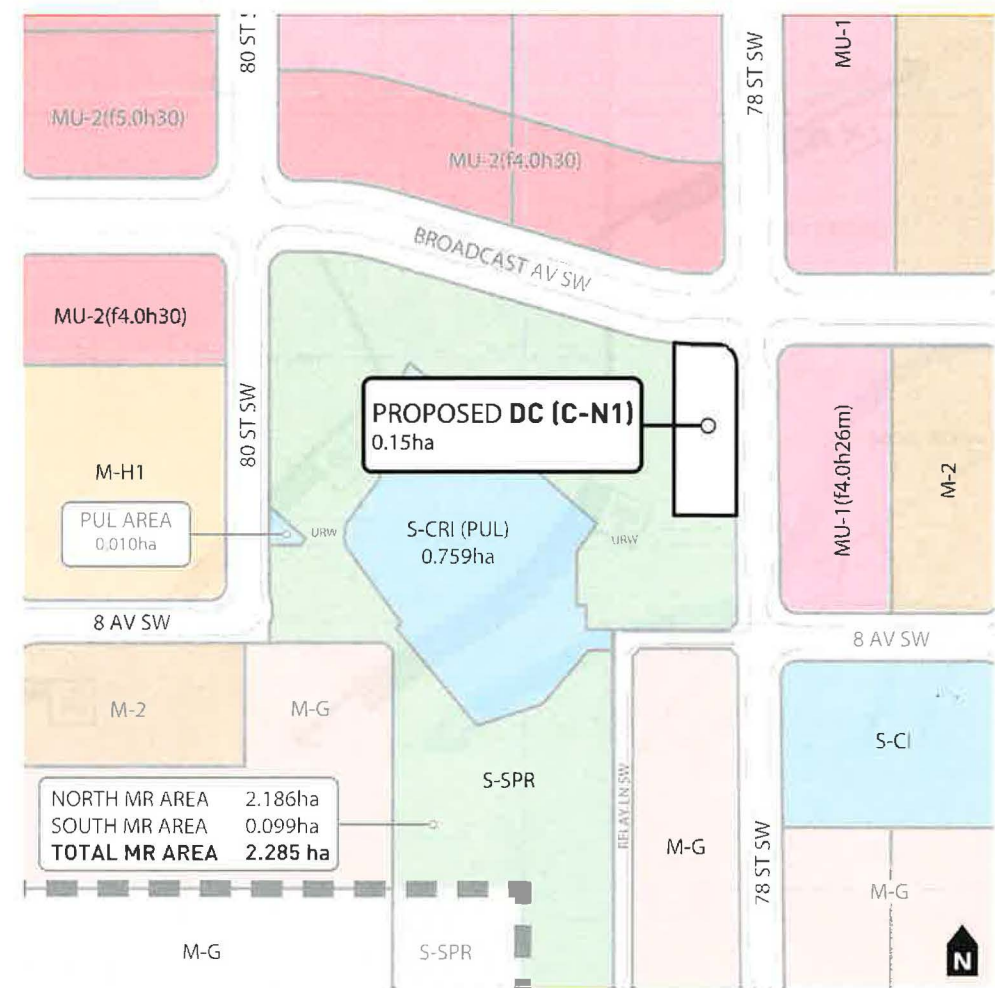 80 ST S
78 ST SW
MU-1
MU-2(f5.0h30)
MU-2(f4.0h30)
BROADCAST AV SW
MU-2(f4.0h30)
80 ST SW
PROPOSED DC (C-N1)
0.15ha
MU-1(f4.0h26m)
M-2
M-H1
PUL AREA
0.010ha
URW
S-CRI (PUL)
0.759ha
URW
8 AV SW
8 AV SW
M-2
M-G
S-CI
S-SPR
NORTH MR AREA 2.186ha
SOUTH MR AREA 0.099ha
TOTAL MR AREA 2.285 ha
RELAY LN SW
M-G
78 ST SW
M-G
M-G
S-SPR
N